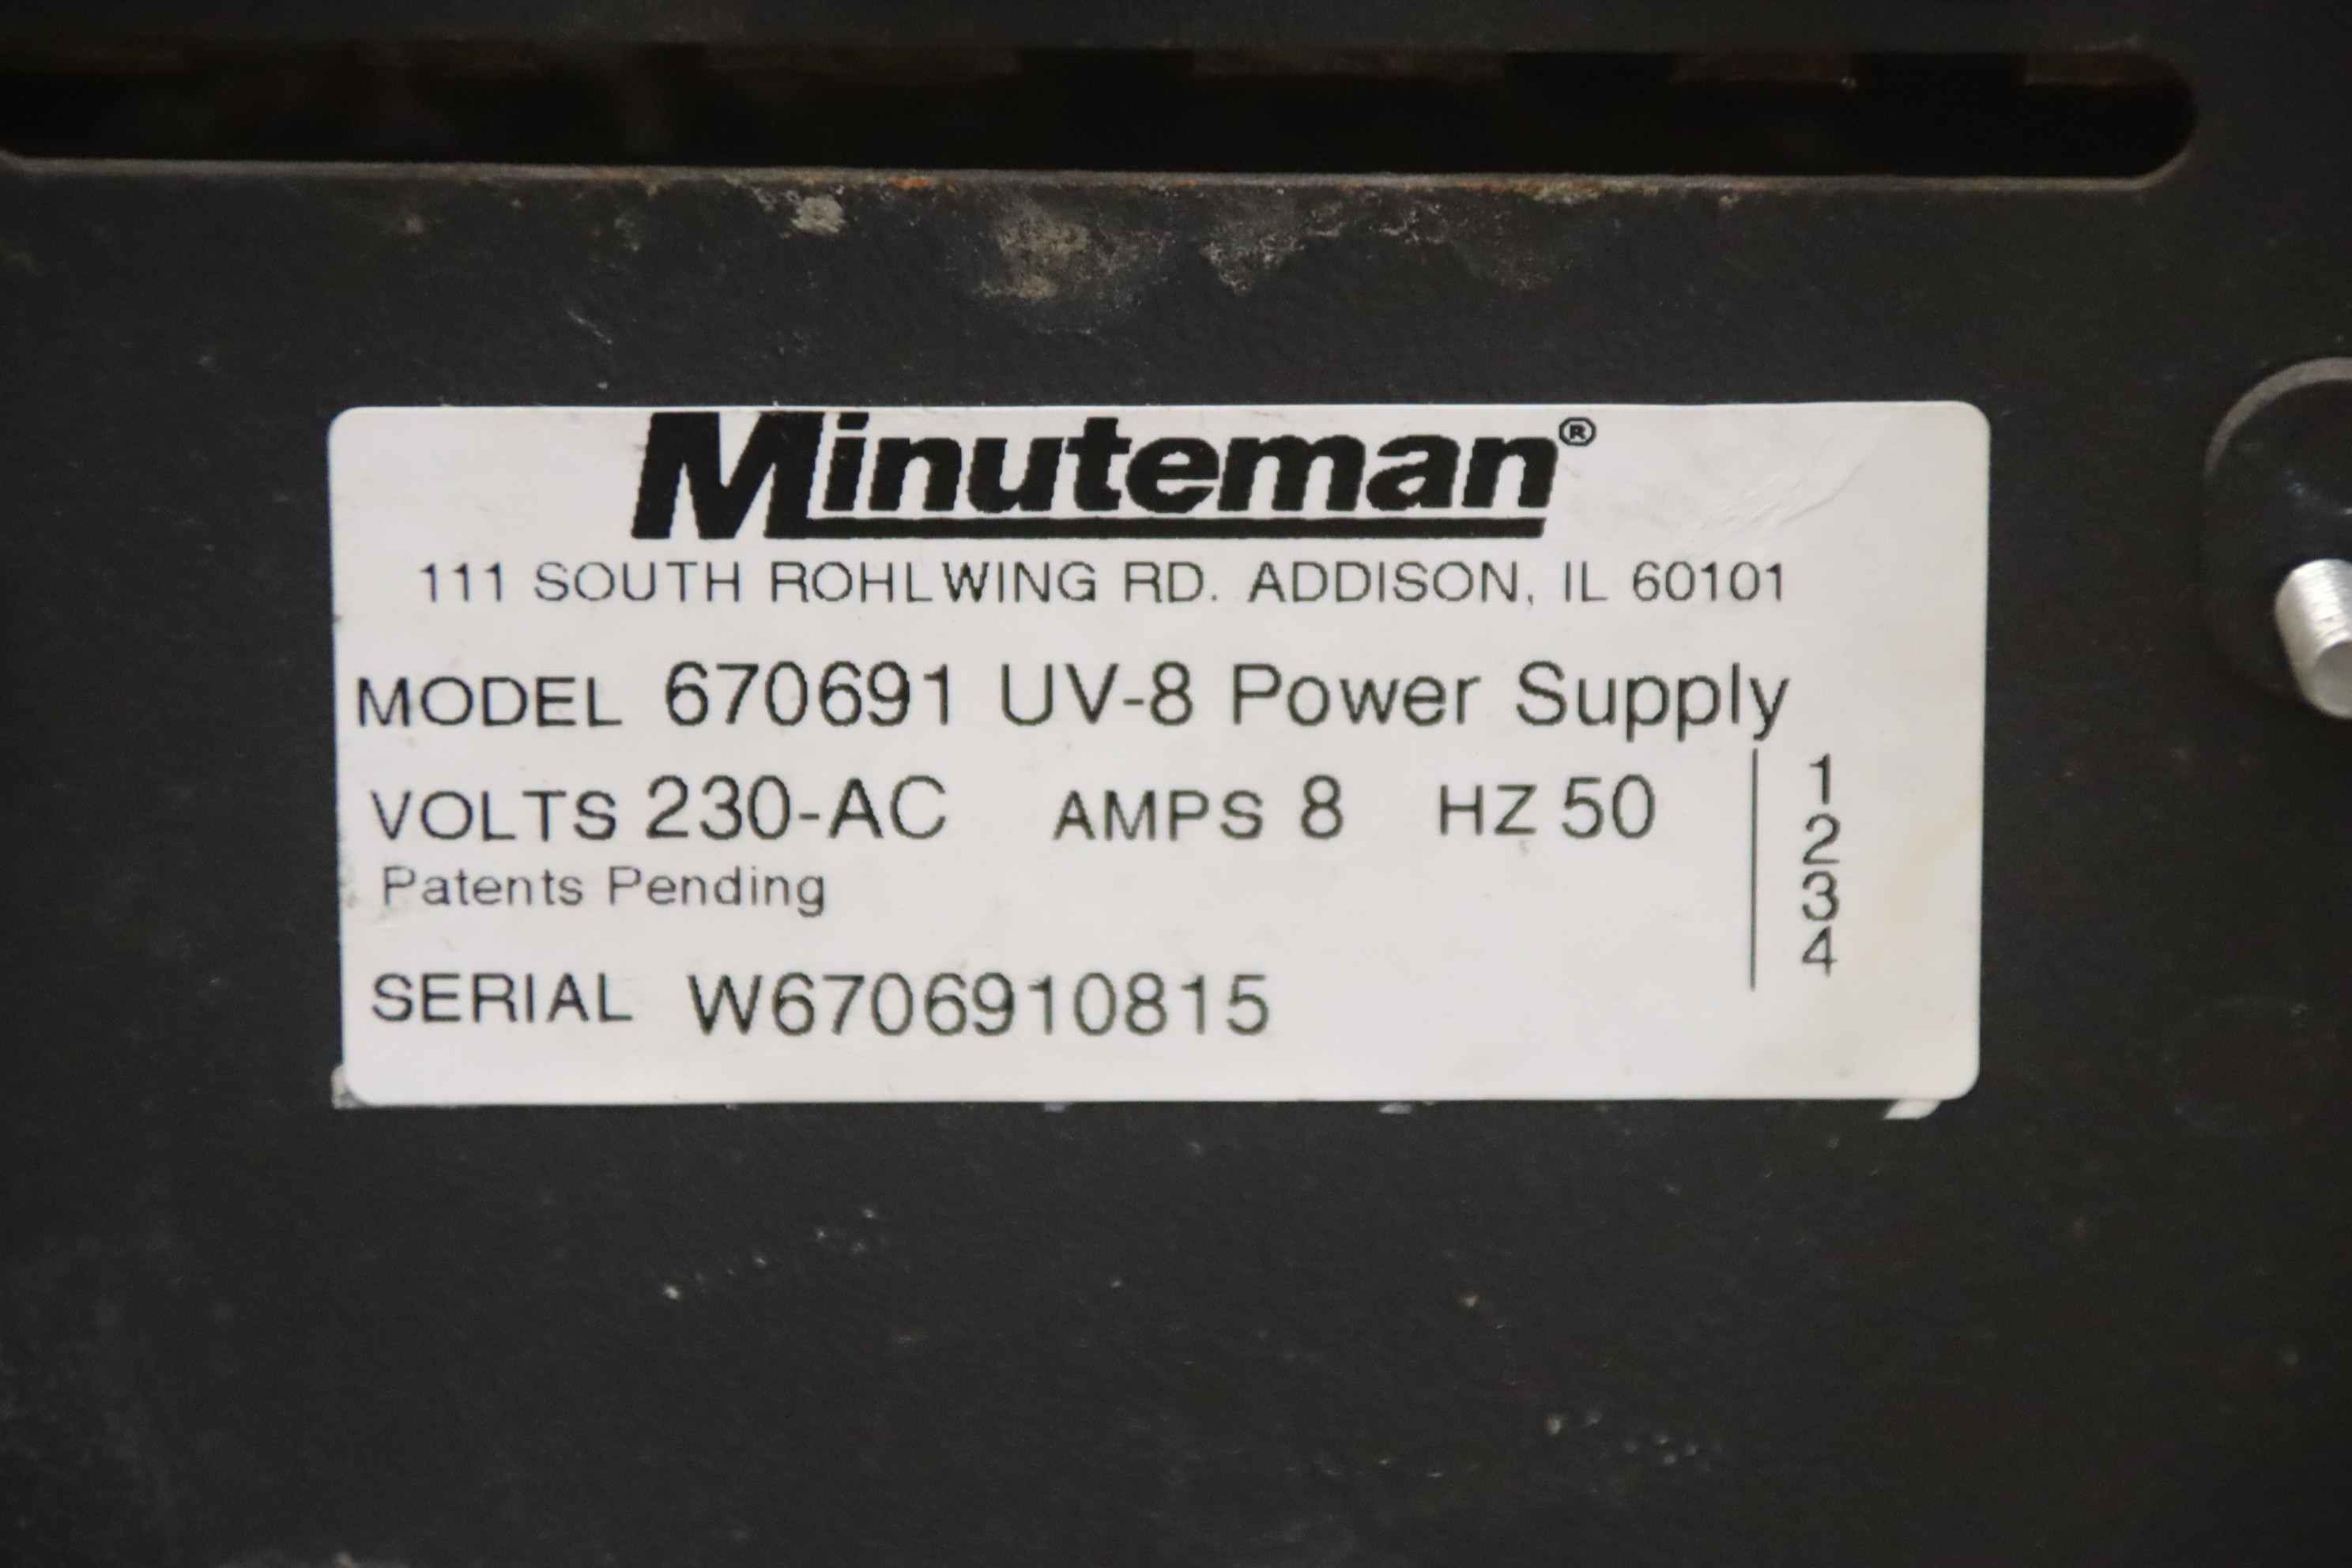 Minuteman®
111 SOUTH ROHLWING RD. ADDISON, IL 60101
MODEL 670691 UV-8 Power Supply
VOLTS 230-AC AMPS 8 HZ 50
Patents Pending
SERIAL W6706910815
1
2
3
4